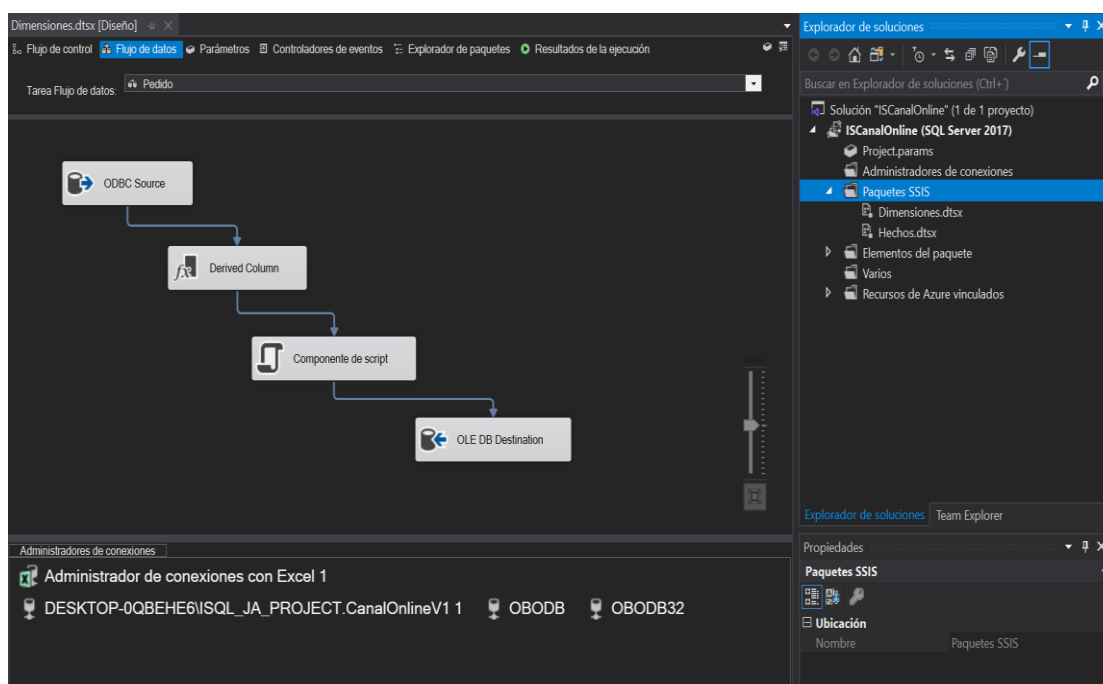 Dimensiones.dtsx [Diseño]
Flujo de control Flujo de datos Parámetros Controladores de eventos Explorador de paquetes Resultados de la ejecución
Tarea Flujo de datos: Pedido
ODBC Source
Derived Column
Componente de script
OLE DB Destination
Administradores de conexiones
Administrador de conexiones con Excel 1
DESKTOP-0QBEHE6\ISQL_JA_PROJECT.CanalOnlineV1 1 OBODB OBODB32
Explorador de soluciones
Buscar en Explorador de soluciones (Ctrl+´)
Solución "ISCanalOnline" (1 de 1 proyecto)
ISCanalOnline (SQL Server 2017)
Project.params
Administradores de conexiones
Paquetes SSIS
Dimensiones.dtsx
Hechos.dtsx
Elementos del paquete
Varios
Recursos de Azure vinculados
Explorador de soluciones Team Explorer
Propiedades
Paquetes SSIS
Ubicación
Nombre Paquetes SSIS